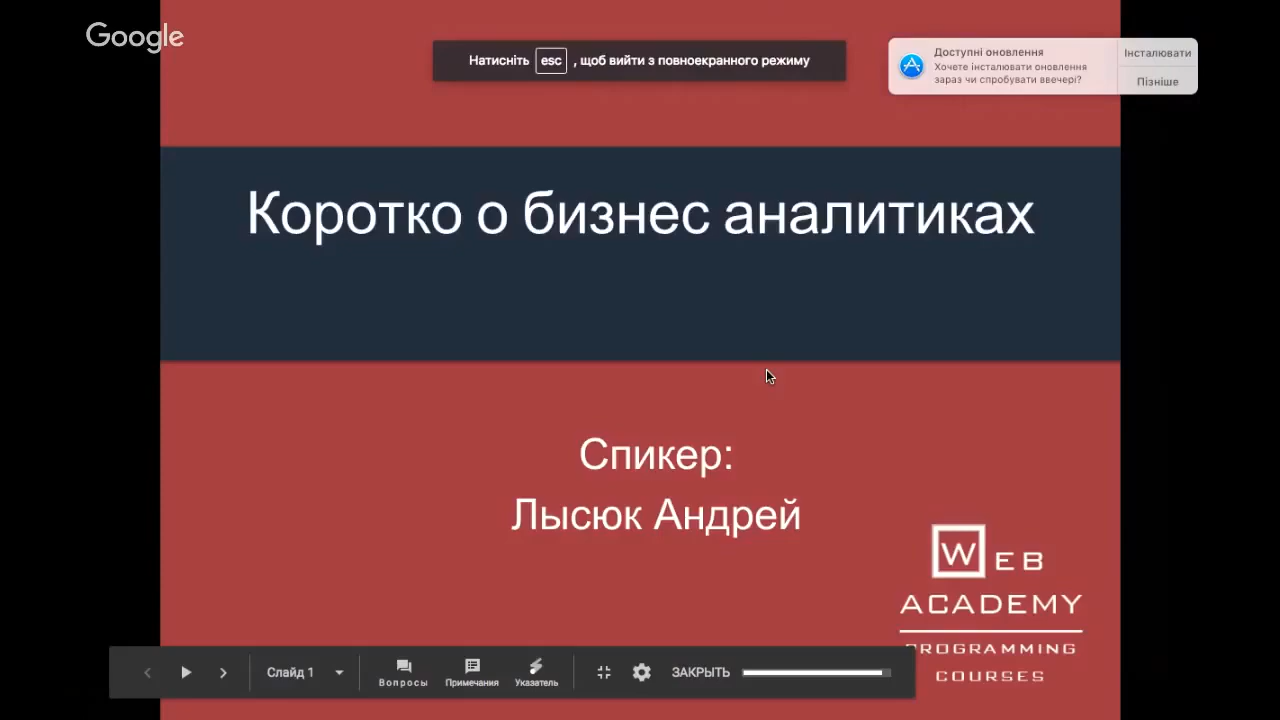 Google
Натисніть esc , щоб вийти з повноекранного режиму
Доступні оновлення
Хочете інсталювати оновлення
зараз чи спробувати ввечері?
Інсталювати
Пізніше
Коротко о бизнес аналитиках
Спикер:
Лысюк Андрей
WEB
ACADEMY
PROGRAMMING
COURSES
Слайд 1
Вопросы
Примечания
Указатель
ЗАКРЫТЬ